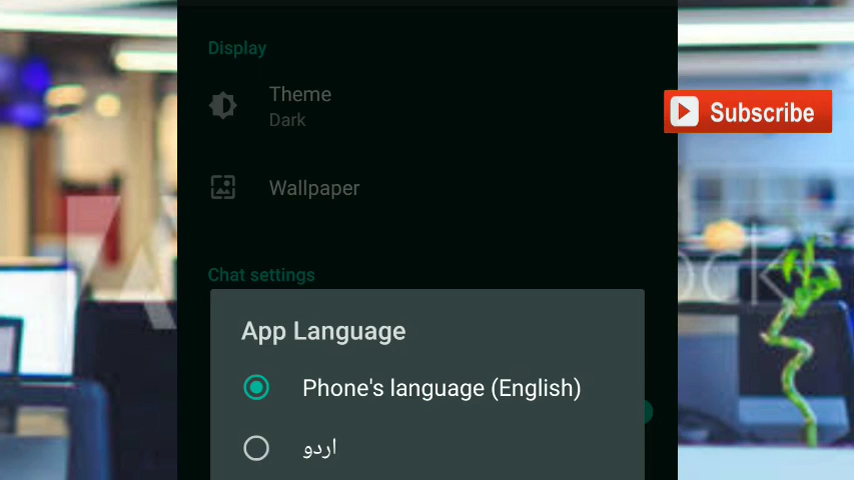 Display
Theme
Dark
Subscribe
Wallpaper
Chat settings
App Language
Phone's language (English)
اردو